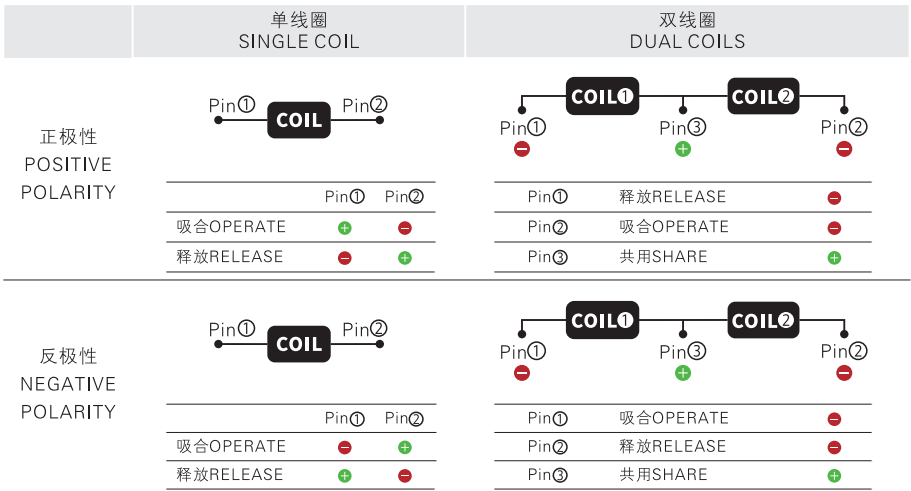 单线圈
SINGLE COIL
双线圈
DUAL COILS
正极性
POSITIVE
POLARITY
Pin① COIL Pin②
COIL❶ COIL❷
Pin① Pin③ Pin②
Pin① Pin②
吸合OPERATE + −
释放RELEASE − +
Pin① 释放RELEASE −
Pin② 吸合OPERATE −
Pin③ 共用SHARE +
反极性
NEGATIVE
POLARITY
Pin① COIL Pin②
COIL❶ COIL❷
Pin① Pin③ Pin②
Pin① Pin②
吸合OPERATE − +
释放RELEASE + −
Pin① 吸合OPERATE −
Pin② 释放RELEASE −
Pin③ 共用SHARE +